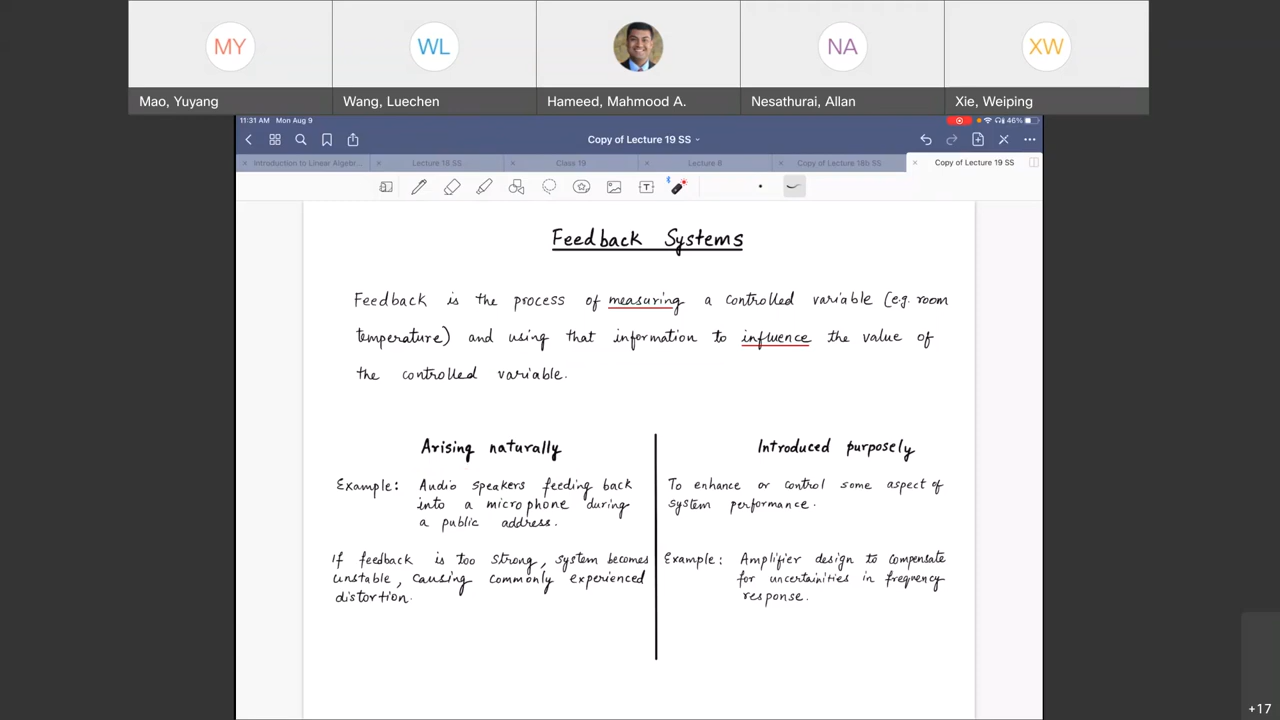 MY
WL
NA
XW
Mao, Yuyang
Wang, Luechen
Hameed, Mahmood A.
Nesathurai, Allan
Xie, Weiping
11:31 AM Mon Aug 9
46%
Copy of Lecture 19 SS
Introduction to Linear Algebr...
Lecture 18 SS
Class 19
Lecture 8
Copy of Lecture 18b SS
Copy of Lecture 19 SS
Feedback Systems
Feedback is the process of measuring a controlled variable (e.g. room
temperature) and using that information to influence the value of
the controlled variable.
Arising naturally
Example: Audio speakers feeding back
into a microphone during
a public address.
If feedback is too strong, system becomes
unstable, causing commonly experienced
distortion.
Introduced purposely
To enhance or control some aspect of
system performance.
Example: Amplifier design to compensate
for uncertainities in frequency
response.
+17